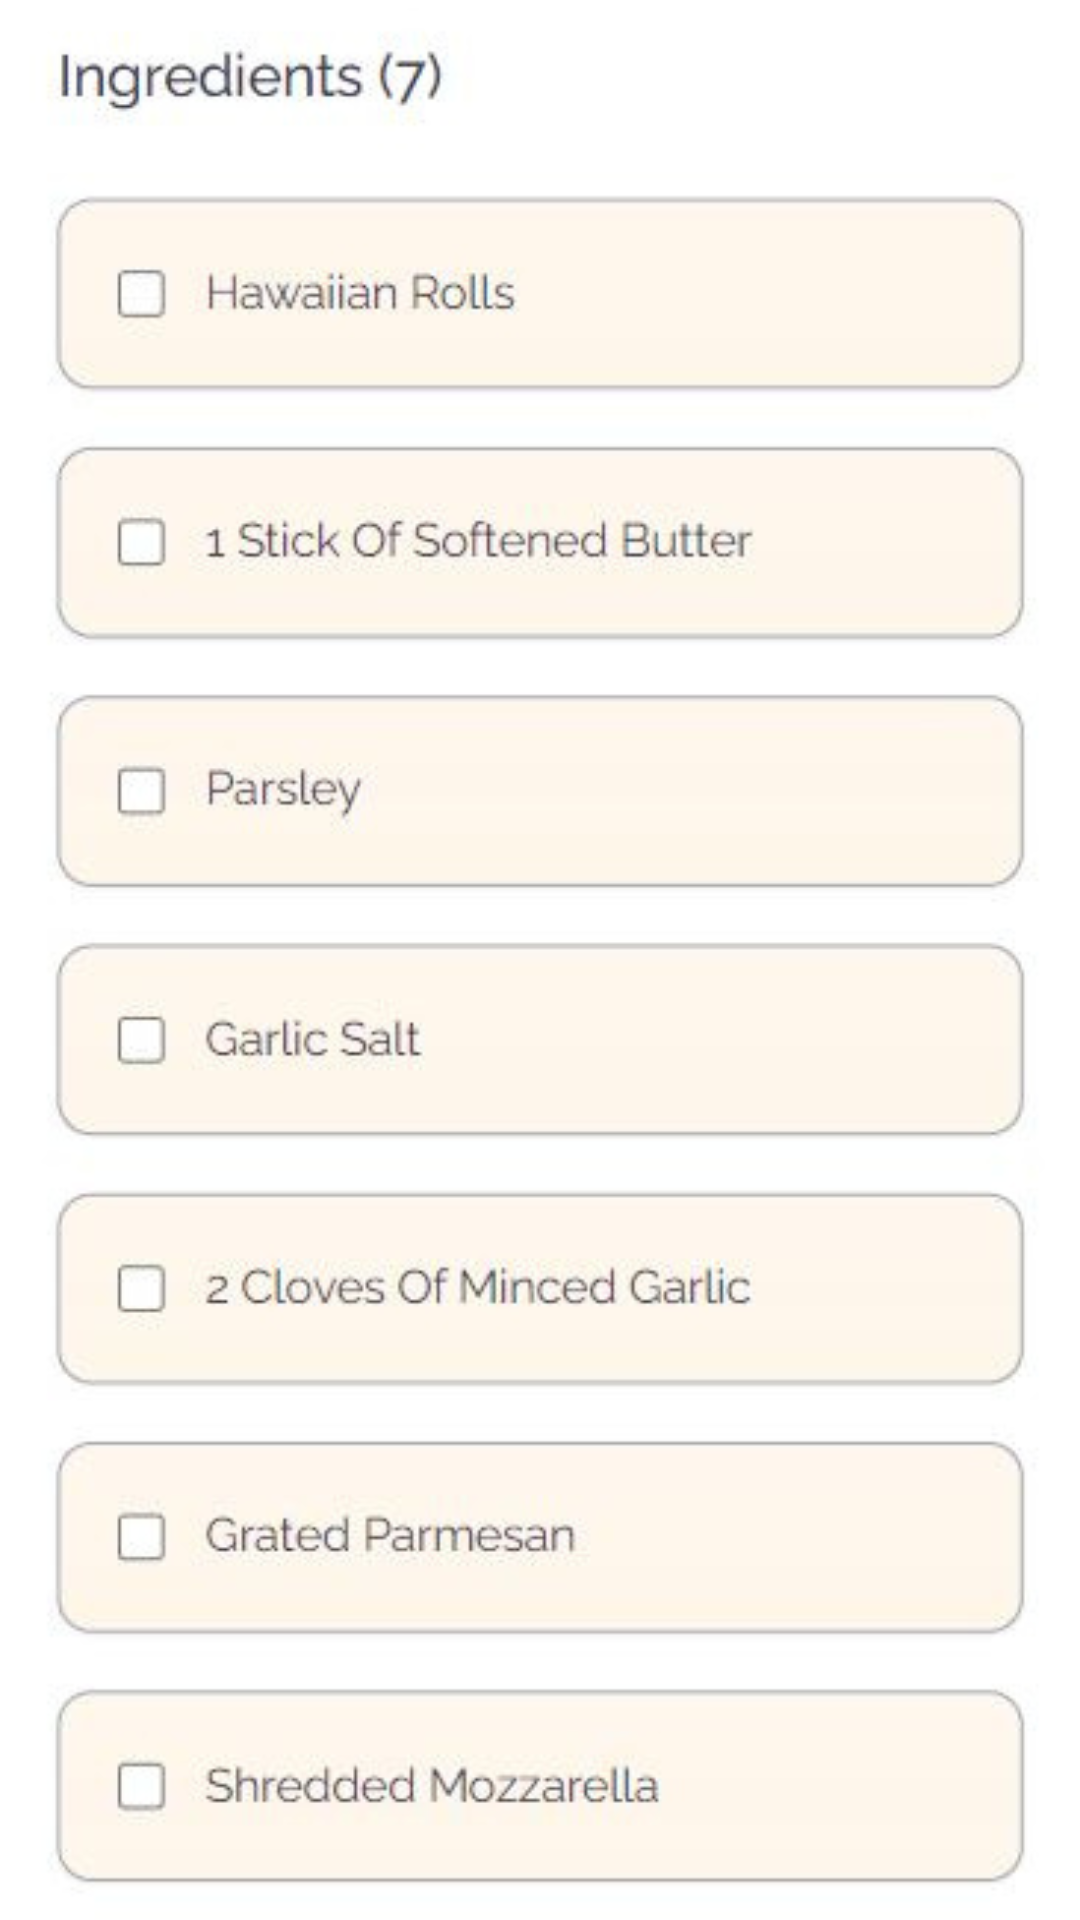 Ingredients (7)
Hawaiian Rolls
1 Stick Of Softened Butter
Parsley
Garlic Salt
2 Cloves Of Minced Garlic
Grated Parmesan
Shredded Mozzarella